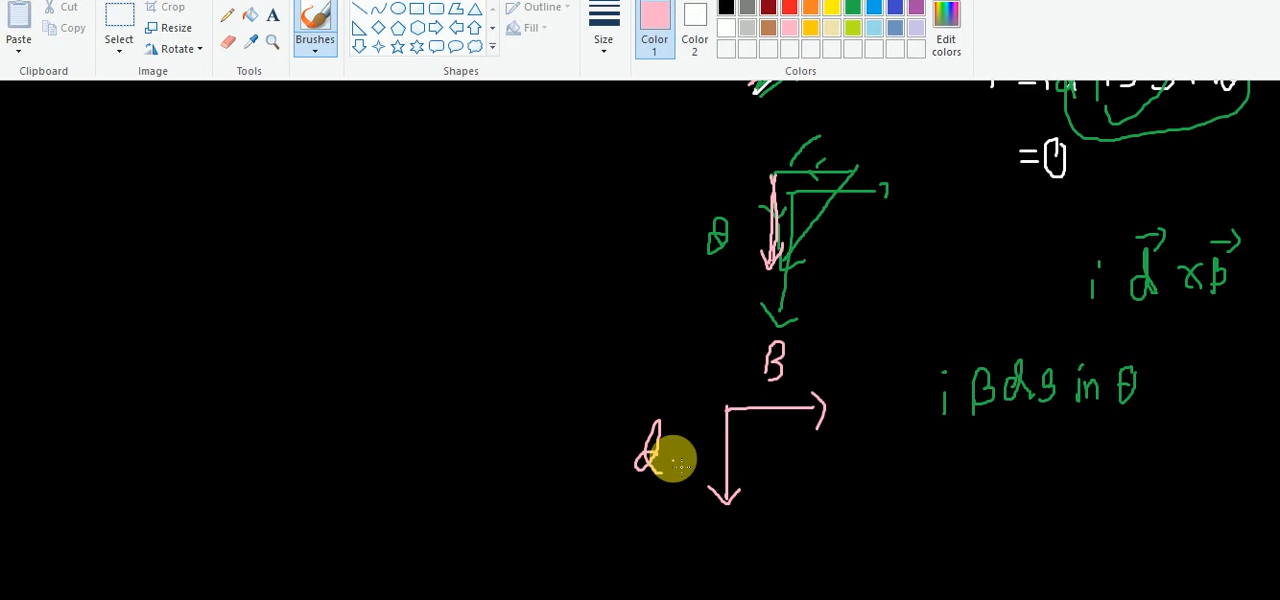 Cut
Crop
Outline
Copy
Resize
Fill
Paste
Select
Rotate
A
Brushes
Size
Color 1
Color 2
Edit colors
Clipboard
Image
Tools
Shapes
Colors
=0
θ
i d x B
B
i B d s in θ
d